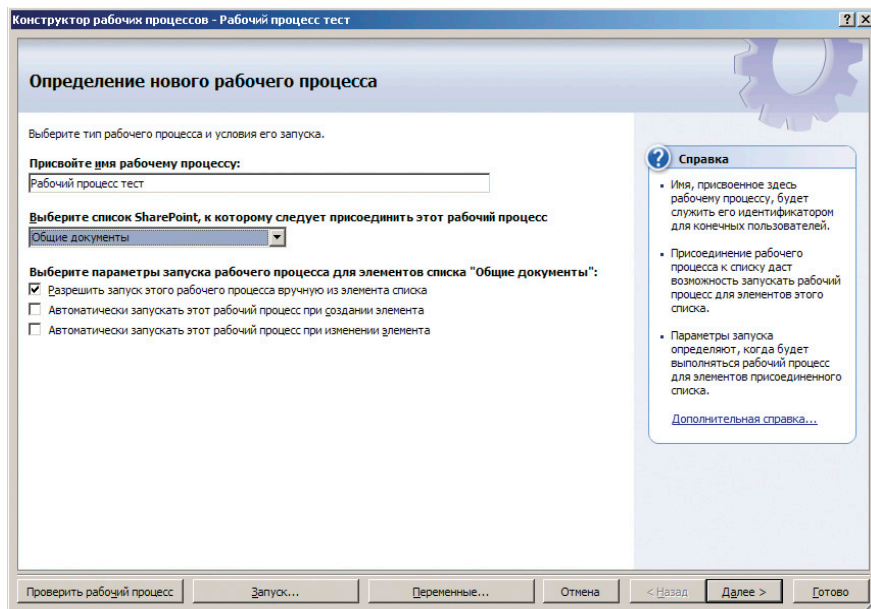 Конструктор рабочих процессов - Рабочий процесс тест
Определение нового рабочего процесса
Выберите тип рабочего процесса и условия его запуска.
Присвойте имя рабочему процессу:
Рабочий процесс тест
Выберите список SharePoint, к которому следует присоединить этот рабочий процесс
Общие документы
Выберите параметры запуска рабочего процесса для элементов списка "Общие документы":
Разрешить запуск этого рабочего процесса вручную из элемента списка
Автоматически запускать этот рабочий процесс при создании элемента
Автоматически запускать этот рабочий процесс при изменении элемента
Справка
Имя, присвоенное здесь
рабочему процессу, будет
служить его идентификатором
для конечных пользователей.
Присоединение рабочего
процесса к списку даст
возможность запускать рабочий
процесс для элементов этого
списка.
Параметры запуска
определяют, когда будет
выполняться рабочий процесс
для элементов присоединенного
списка.
Дополнительная справка...
Проверить рабочий процесс
Запуск...
Переменные...
Отмена
< Назад
Далее >
Готово